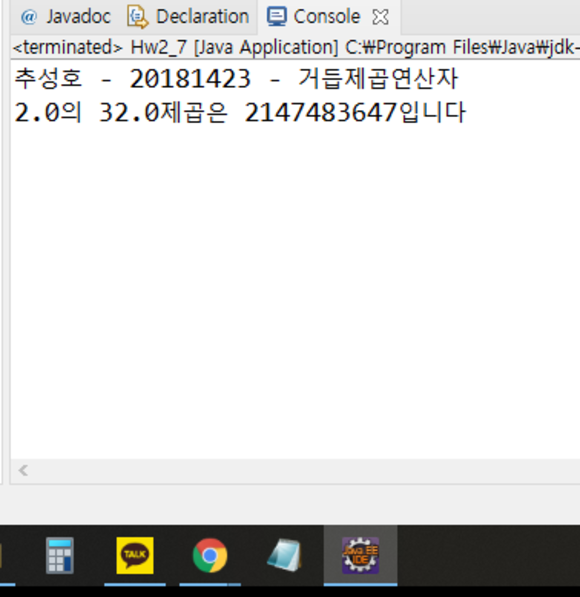 @ Javadoc Declaration Console
<terminated> Hw2_7 [Java Application] C:₩Program Files₩Java₩jdk-
추성호 - 20181423 - 거듭제곱연산자
2.0의 32.0제곱은 2147483647입니다
TALK
Java EE
IDE